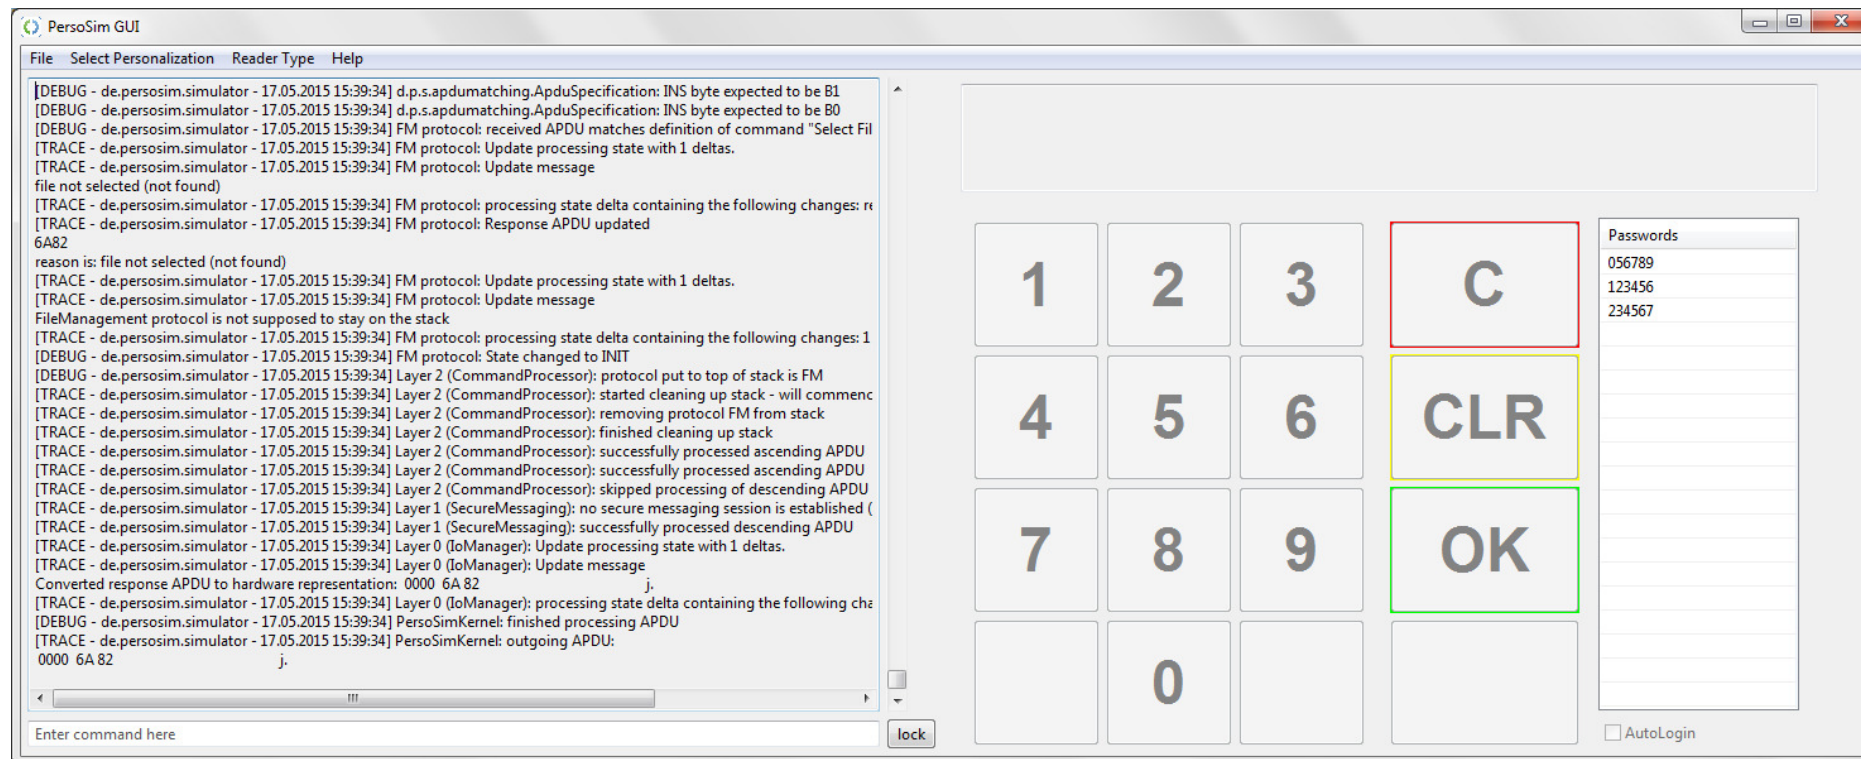 PersoSim GUI
File Select Personalization Reader Type Help
[DEBUG - de.persosim.simulator - 17.05.2015 15:39:34] d.p.s.apdumatching.ApduSpecification: INS byte expected to be B1
[DEBUG - de.persosim.simulator - 17.05.2015 15:39:34] d.p.s.apdumatching.ApduSpecification: INS byte expected to be B0
[DEBUG - de.persosim.simulator - 17.05.2015 15:39:34] FM protocol: received APDU matches definition of command "Select Fil
[TRACE - de.persosim.simulator - 17.05.2015 15:39:34] FM protocol: Update processing state with 1 deltas.
[TRACE - de.persosim.simulator - 17.05.2015 15:39:34] FM protocol: Update message
file not selected (not found)
[TRACE - de.persosim.simulator - 17.05.2015 15:39:34] FM protocol: processing state delta containing the following changes: re
[TRACE - de.persosim.simulator - 17.05.2015 15:39:34] FM protocol: Response APDU updated
6A82
reason is: file not selected (not found)
[TRACE - de.persosim.simulator - 17.05.2015 15:39:34] FM protocol: Update processing state with 1 deltas.
[TRACE - de.persosim.simulator - 17.05.2015 15:39:34] FM protocol: Update message
FileManagement protocol is not supposed to stay on the stack
[TRACE - de.persosim.simulator - 17.05.2015 15:39:34] FM protocol: processing state delta containing the following changes: 1
[DEBUG - de.persosim.simulator - 17.05.2015 15:39:34] FM protocol: State changed to INIT
[DEBUG - de.persosim.simulator - 17.05.2015 15:39:34] Layer 2 (CommandProcessor): protocol put to top of stack is FM
[TRACE - de.persosim.simulator - 17.05.2015 15:39:34] Layer 2 (CommandProcessor): started cleaning up stack - will commenc
[TRACE - de.persosim.simulator - 17.05.2015 15:39:34] Layer 2 (CommandProcessor): removing protocol FM from stack
[TRACE - de.persosim.simulator - 17.05.2015 15:39:34] Layer 2 (CommandProcessor): finished cleaning up stack
[TRACE - de.persosim.simulator - 17.05.2015 15:39:34] Layer 2 (CommandProcessor): successfully processed ascending APDU
[TRACE - de.persosim.simulator - 17.05.2015 15:39:34] Layer 2 (CommandProcessor): successfully processed ascending APDU
[TRACE - de.persosim.simulator - 17.05.2015 15:39:34] Layer 2 (CommandProcessor): skipped processing of descending APDU
[TRACE - de.persosim.simulator - 17.05.2015 15:39:34] Layer 1 (SecureMessaging): no secure messaging session is established (
[TRACE - de.persosim.simulator - 17.05.2015 15:39:34] Layer 1 (SecureMessaging): successfully processed descending APDU
[TRACE - de.persosim.simulator - 17.05.2015 15:39:34] Layer 0 (IoManager): Update processing state with 1 deltas.
[TRACE - de.persosim.simulator - 17.05.2015 15:39:34] Layer 0 (IoManager): Update message
Converted response APDU to hardware representation: 0000 6A 82 j.
[TRACE - de.persosim.simulator - 17.05.2015 15:39:34] Layer 0 (IoManager): processing state delta containing the following cha
[DEBUG - de.persosim.simulator - 17.05.2015 15:39:34] PersoSimKernel: finished processing APDU
[TRACE - de.persosim.simulator - 17.05.2015 15:39:34] PersoSimKernel: outgoing APDU:
0000 6A 82 j.
Enter command here
lock
1 2 3 C
4 5 6 CLR
7 8 9 OK
0
Passwords
056789
123456
234567
AutoLogin